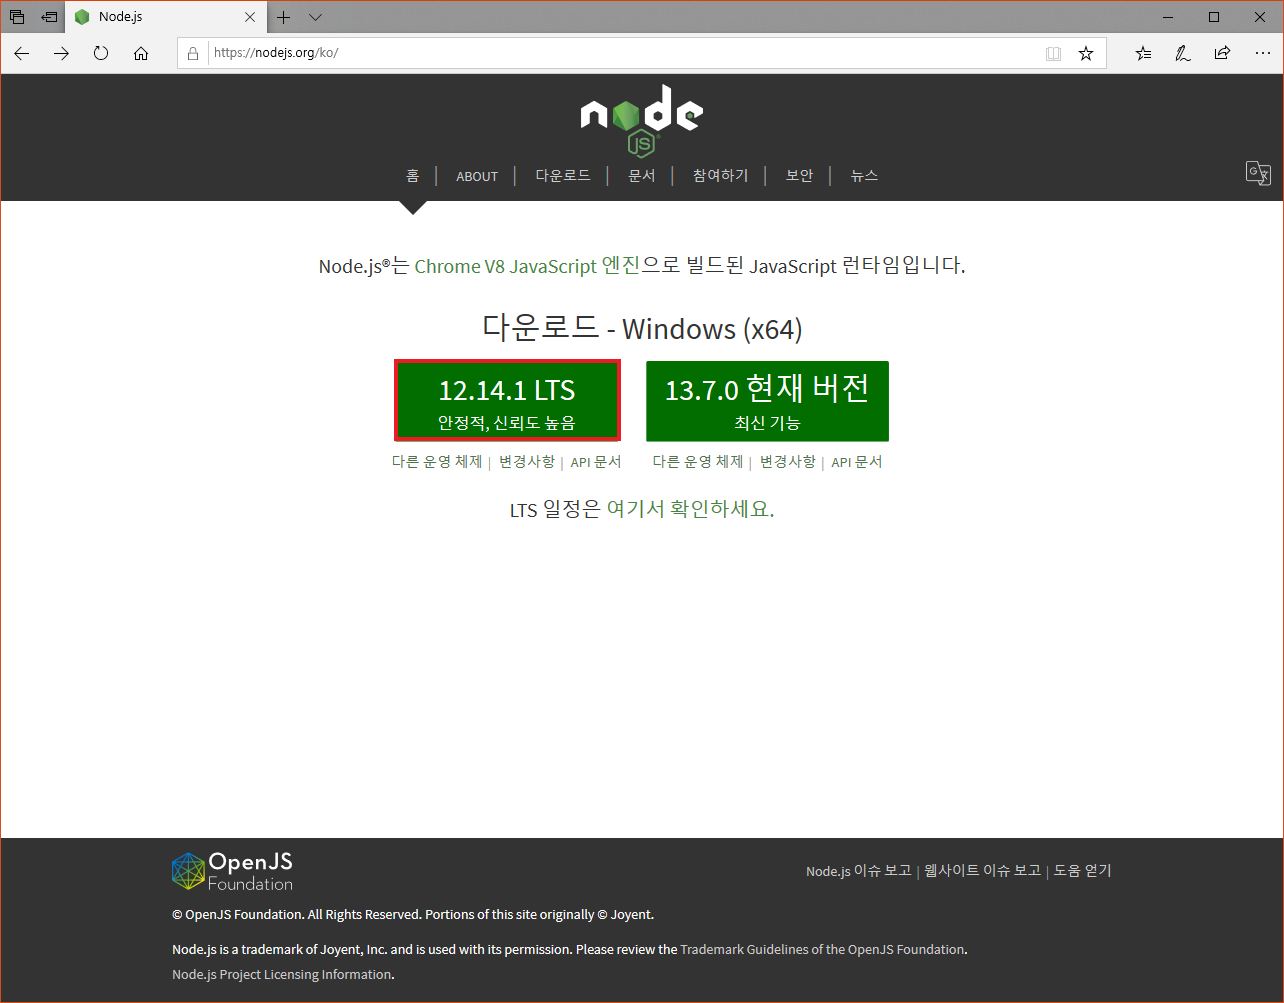 Node.js
https://nodejs.org/ko/
node
JS
홈 | ABOUT | 다운로드 | 문서 | 참여하기 | 보안 | 뉴스
Node.js®는 Chrome V8 JavaScript 엔진으로 빌드된 JavaScript 런타임입니다.
다운로드 - Windows (x64)
12.14.1 LTS
안정적, 신뢰도 높음
13.7.0 현재 버전
최신 기능
다른 운영 체제 | 변경사항 | API 문서
다른 운영 체제 | 변경사항 | API 문서
LTS 일정은 여기서 확인하세요.
OpenJS
Foundation
Node.js 이슈 보고 | 웹사이트 이슈 보고 | 도움 얻기
© OpenJS Foundation. All Rights Reserved. Portions of this site originally © Joyent.
Node.js is a trademark of Joyent, Inc. and is used with its permission. Please review the Trademark Guidelines of the OpenJS Foundation.
Node.js Project Licensing Information.